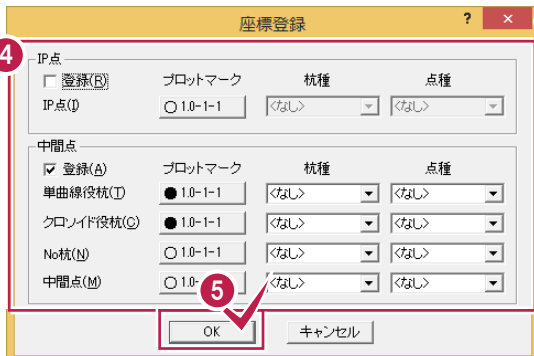 座標登録 ? ×
4
IP点
登録(R) プロットマーク 杭種 点種
IP点(I) 1.0-1-1 <なし> <なし>
中間点
登録(A) プロットマーク 杭種 点種
単曲線役杭(T) 1.0-1-1 <なし> <なし>
クロソイド役杭(C) 1.0-1-1 <なし> <なし>
No杭(N) 1.0-1-1 <なし> <なし>
中間点(M) 1.0- <なし> <なし>
5
OK キャンセル